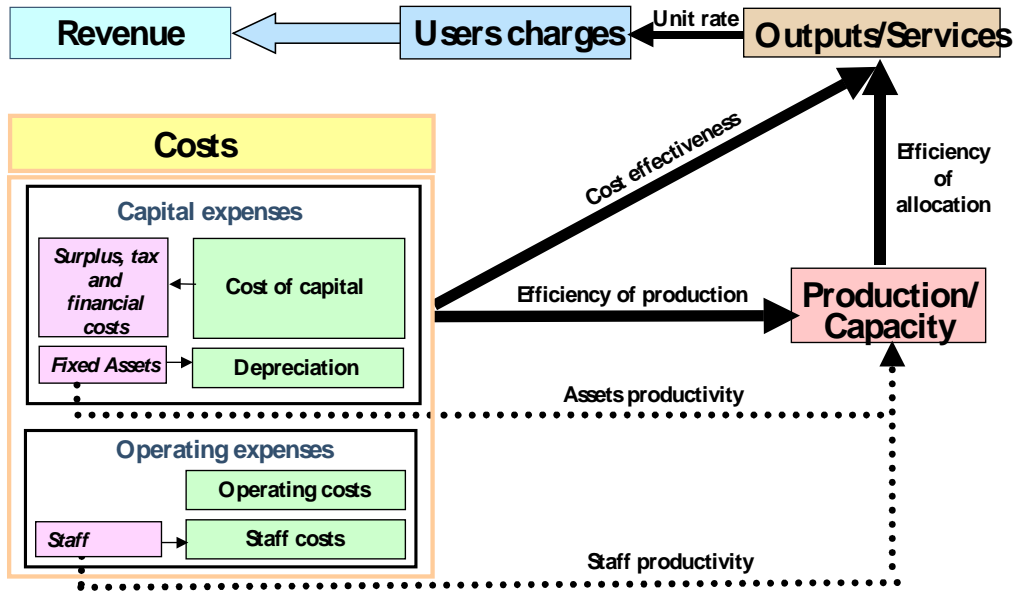 Revenue
Users charges
Unit rate
Outputs/Services
Costs
Cost effectiveness
Efficiency
of
allocation
Capital expenses
Surplus, tax
and
financial
costs
Cost of capital
Efficiency of production
Production/
Capacity
Fixed Assets
Depreciation
Assets productivity
Operating expenses
Operating costs
Staff
Staff costs
Staff productivity